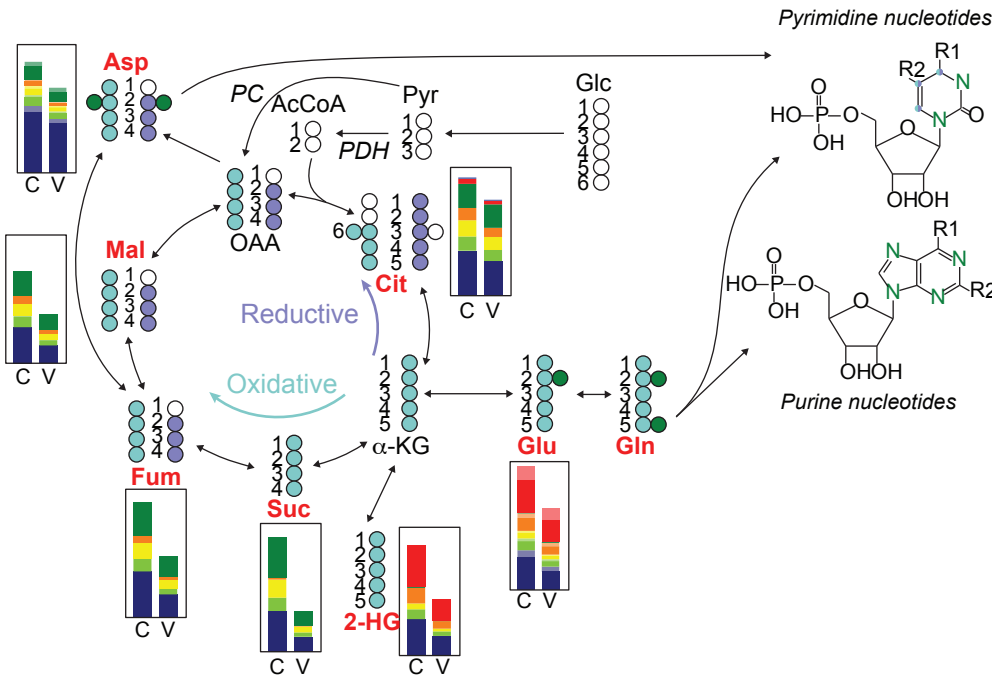 Pyrimidine nucleotides
R1
R2
N
N
O
O
P
HO
OH
O
O
OHOH
Asp
1
2
3
4
C V
PC
AcCoA
1
2
Pyr
1
2
3
PDH
Glc
1
2
3
4
5
6
1
2
3
4
OAA
1
2
6 3
4
5
Cit
C V
Mal
1
2
3
4
C V
R1
N
N
N
N
R2
O
P
HO
OH
O
O
OHOH
Purine nucleotides
Reductive
Oxidative
1
2
3
4
5
α-KG
1
2
3
4
5
Glu
C V
1
2
3
4
5
Gln
1
2
3
4
Fum
C V
1
2
3
4
Suc
C V
1
2
3
4
5
2-HG
C V